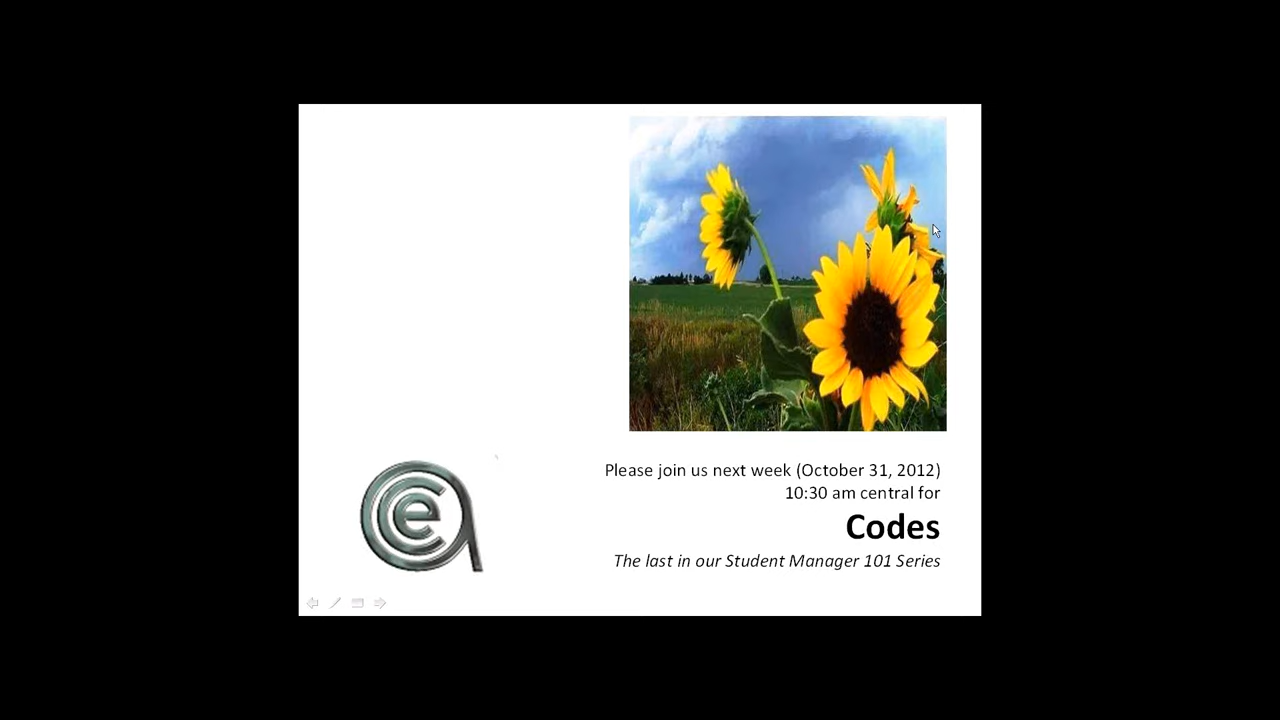 Please join us next week (October 31, 2012)
10:30 am central for
Codes
The last in our Student Manager 101 Series